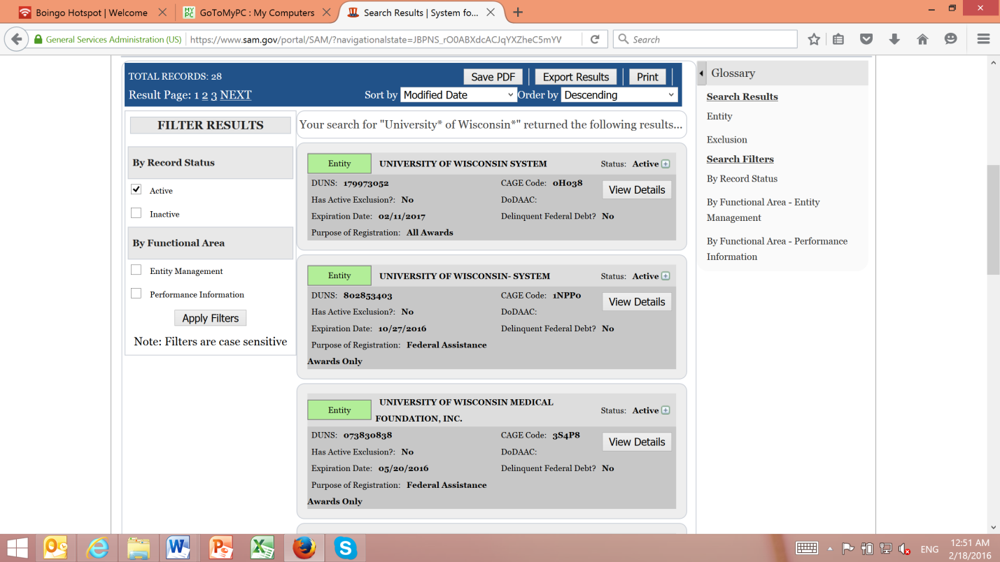 Boingo Hotspot | Welcome
MY PC GoToMyPC : My Computers
Search Results | System fo...
General Services Administration (US)
https://www.sam.gov/portal/SAM/?navigationalstate=JBPNS_rO0ABXdcACJqYXZheC5mYW
Search
TOTAL RECORDS: 28
Save PDF
Export Results
Print
Result Page: 1 2 3 NEXT
Sort by Modified Date
Order by Descending
FILTER RESULTS
By Record Status
Active
Inactive
By Functional Area
Entity Management
Performance Information
Apply Filters
Note: Filters are case sensitive
Your search for "University* of Wisconsin*" returned the following results...
Entity UNIVERSITY OF WISCONSIN SYSTEM Status: Active
DUNS: 179973052 CAGE Code: 0H038 View Details
Has Active Exclusion?: No DoDAAC:
Expiration Date: 02/11/2017 Delinquent Federal Debt? No
Purpose of Registration: All Awards
Entity UNIVERSITY OF WISCONSIN- SYSTEM Status: Active
DUNS: 802853403 CAGE Code: 1NPP0 View Details
Has Active Exclusion?: No DoDAAC:
Expiration Date: 10/27/2016 Delinquent Federal Debt? No
Purpose of Registration: Federal Assistance
Awards Only
Entity UNIVERSITY OF WISCONSIN MEDICAL
FOUNDATION, INC. Status: Active
DUNS: 073830838 CAGE Code: 3S4P8 View Details
Has Active Exclusion?: No DoDAAC:
Expiration Date: 05/20/2016 Delinquent Federal Debt? No
Purpose of Registration: Federal Assistance
Awards Only
Glossary
Search Results
Entity
Exclusion
Search Filters
By Record Status
By Functional Area - Entity
Management
By Functional Area - Performance
Information
ENG
12:51 AM
2/18/2016